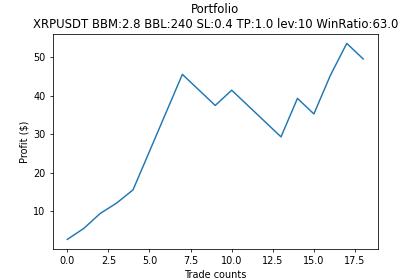 Portfolio
XRPUSDT BBM:2.8 BBL:240 SL:0.4 TP:1.0 lev:10 WinRatio:63.0
50
40
30
20
10
Profit ($)
0.0 2.5 5.0 7.5 10.0 12.5 15.0 17.5
Trade counts